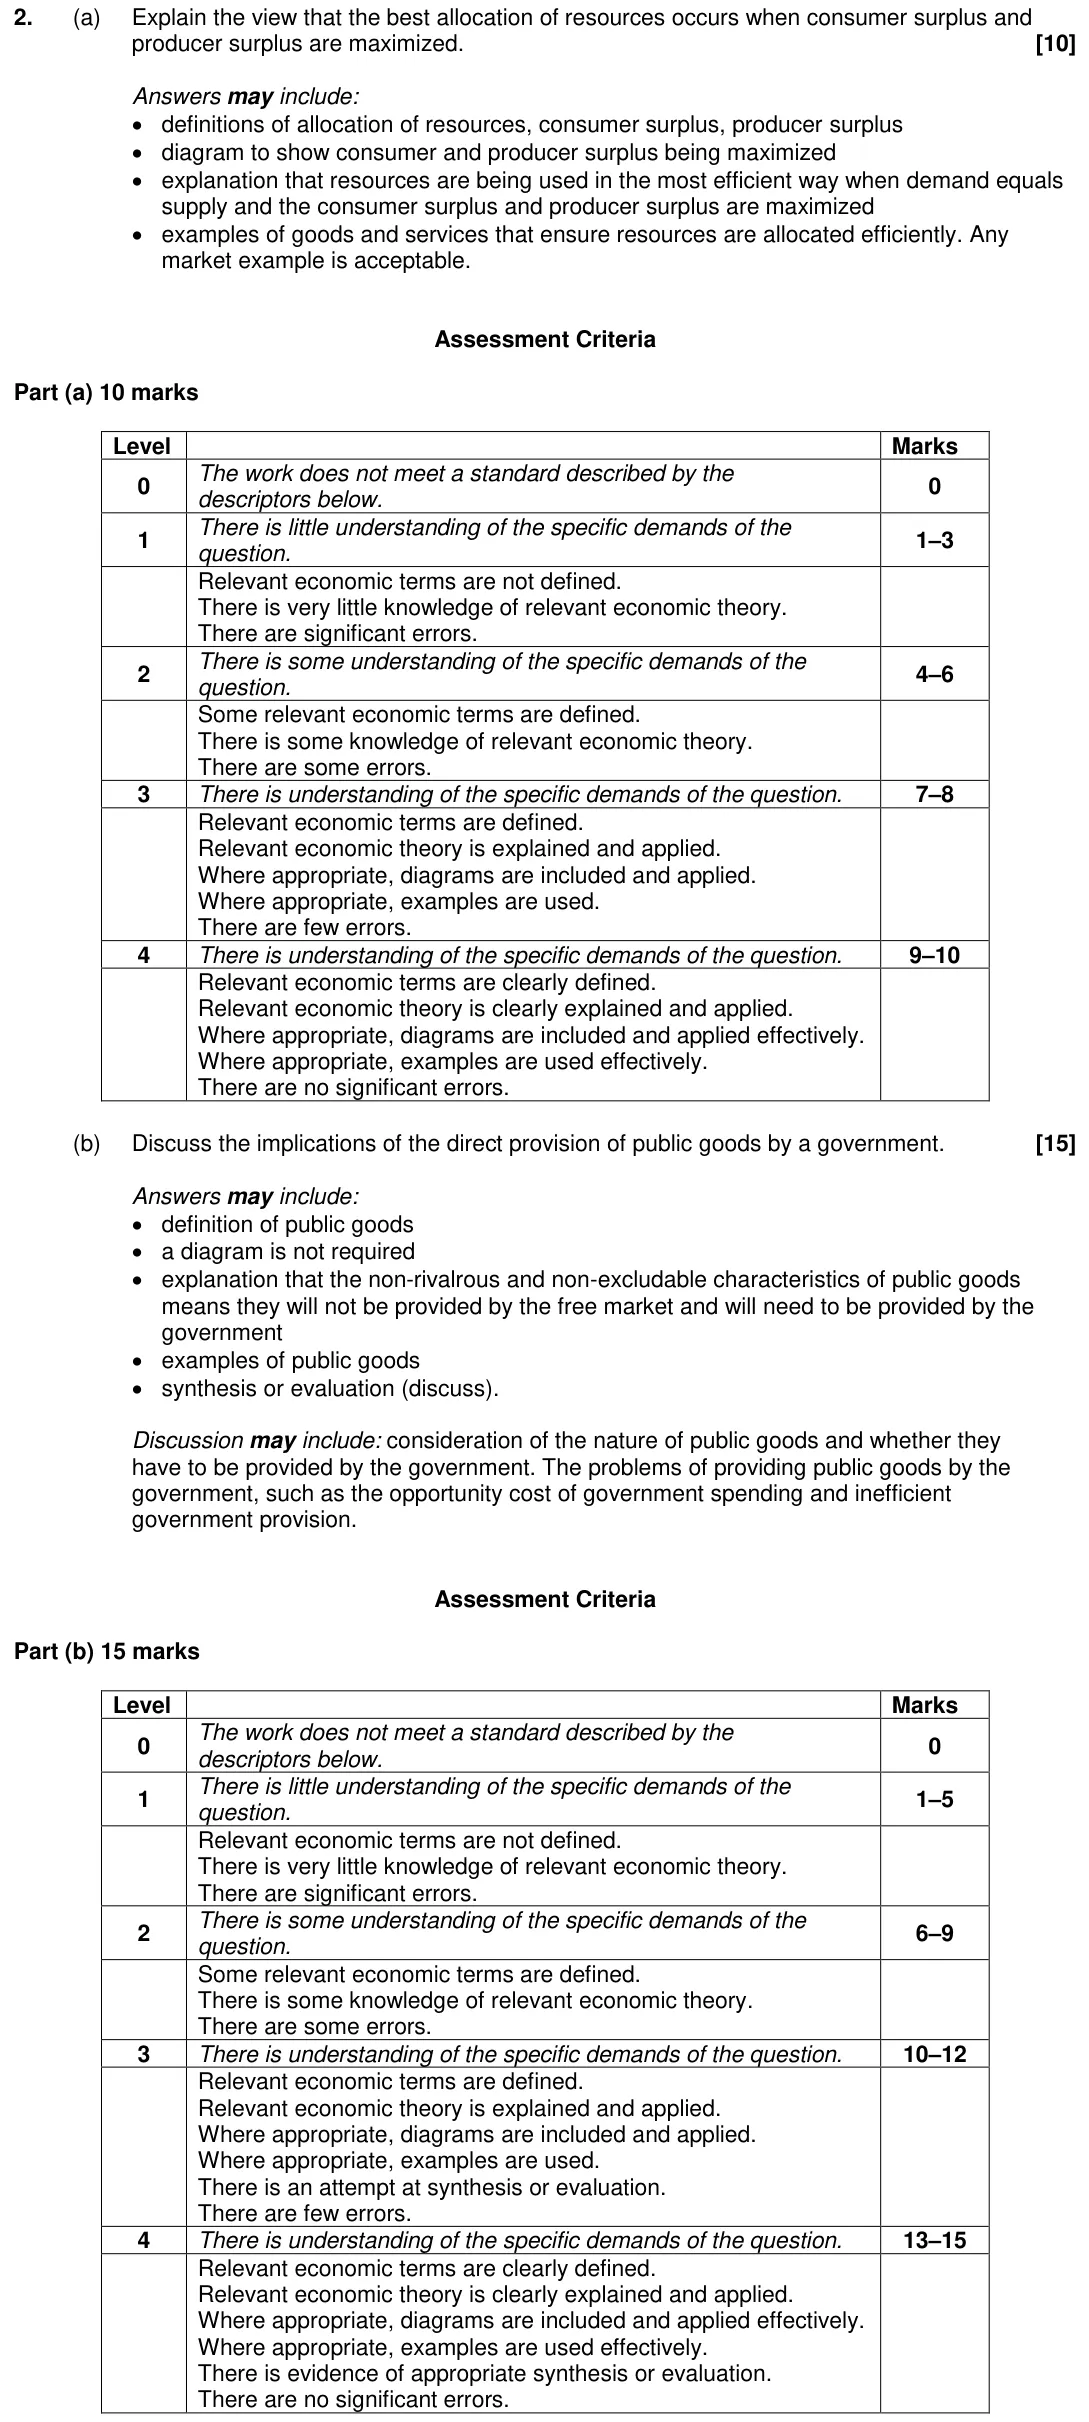 2. (a) Explain the view that the best allocation of resources occurs when consumer surplus and
producer surplus are maximized. [10]
Answers may include:
• definitions of allocation of resources, consumer surplus, producer surplus
• diagram to show consumer and producer surplus being maximized
• explanation that resources are being used in the most efficient way when demand equals
supply and the consumer surplus and producer surplus are maximized
• examples of goods and services that ensure resources are allocated efficiently. Any
market example is acceptable.
Assessment Criteria
Part (a) 10 marks
Level Marks
The work does not meet a standard described by the
0 descriptors below. 0
There is little understanding of the specific demands of the
1 question. 1–3
Relevant economic terms are not defined.
There is very little knowledge of relevant economic theory.
There are significant errors.
There is some understanding of the specific demands of the
2 question. 4–6
Some relevant economic terms are defined.
There is some knowledge of relevant economic theory.
There are some errors.
3 There is understanding of the specific demands of the question. 7–8
Relevant economic terms are defined.
Relevant economic theory is explained and applied.
Where appropriate, diagrams are included and applied.
Where appropriate, examples are used.
There are few errors.
4 There is understanding of the specific demands of the question. 9–10
Relevant economic terms are clearly defined.
Relevant economic theory is clearly explained and applied.
Where appropriate, diagrams are included and applied effectively.
Where appropriate, examples are used effectively.
There are no significant errors.
(b) Discuss the implications of the direct provision of public goods by a government. [15]
Answers may include:
• definition of public goods
• a diagram is not required
• explanation that the non-rivalrous and non-excludable characteristics of public goods
means they will not be provided by the free market and will need to be provided by the
government
• examples of public goods
• synthesis or evaluation (discuss).
Discussion may include: consideration of the nature of public goods and whether they
have to be provided by the government. The problems of providing public goods by the
government, such as the opportunity cost of government spending and inefficient
government provision.
Assessment Criteria
Part (b) 15 marks
Level Marks
The work does not meet a standard described by the
0 descriptors below. 0
There is little understanding of the specific demands of the
1 question. 1–5
Relevant economic terms are not defined.
There is very little knowledge of relevant economic theory.
There are significant errors.
There is some understanding of the specific demands of the
2 question. 6–9
Some relevant economic terms are defined.
There is some knowledge of relevant economic theory.
There are some errors.
3 There is understanding of the specific demands of the question. 10–12
Relevant economic terms are defined.
Relevant economic theory is explained and applied.
Where appropriate, diagrams are included and applied.
Where appropriate, examples are used.
There is an attempt at synthesis or evaluation.
There are few errors.
4 There is understanding of the specific demands of the question. 13–15
Relevant economic terms are clearly defined.
Relevant economic theory is clearly explained and applied.
Where appropriate, diagrams are included and applied effectively.
Where appropriate, examples are used effectively.
There is evidence of appropriate synthesis or evaluation.
There are no significant errors.